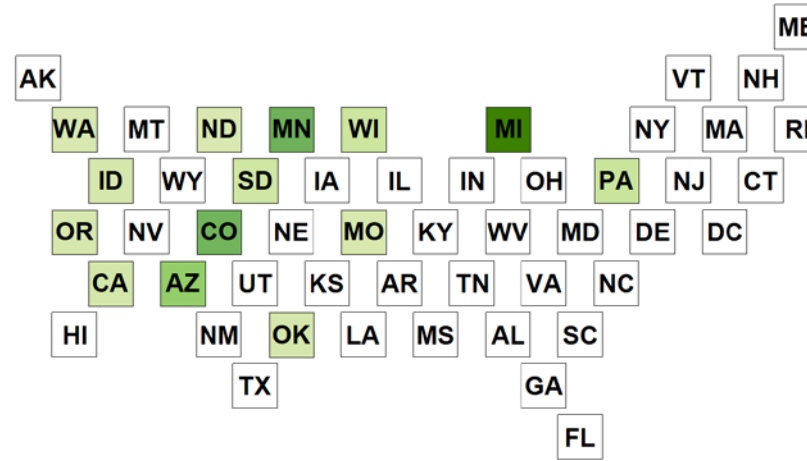 ME
AK VT NH
WA MT ND MN WI MI NY MA RI
ID WY SD IA IL IN OH PA NJ CT
OR NV CO NE MO KY WV MD DE DC
CA AZ UT KS AR TN VA NC
HI NM OK LA MS AL SC
TX GA
FL